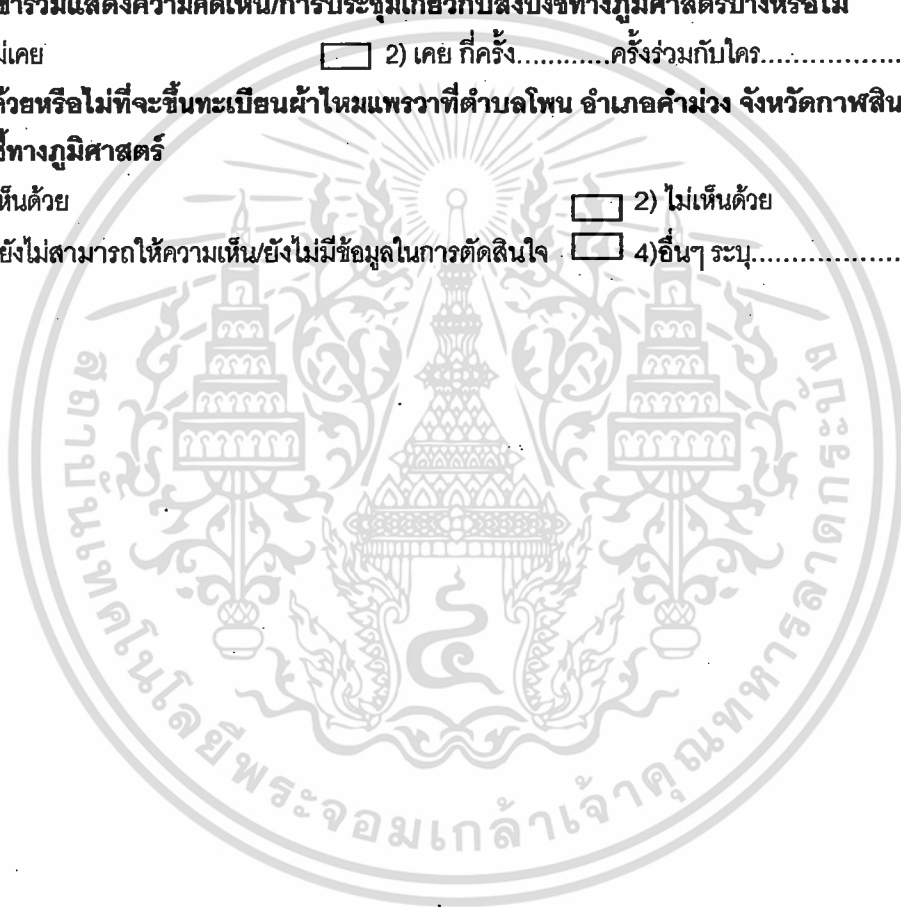 ข้าร่วมแสดงความคิดเห็น/การประชุมเกี่ยวกับสิ่งบ่งชี้ทางภูมิศาสตร์บ้างหรือไม่
ม่เคย 2) เคย กี่ครั้ง............ครั้งร่วมกับใคร....................
ด้วยหรือไม่ที่จะขึ้นทะเบียนผ้าไหมแพรวาที่ตำบลโพน อำเภอคำม่วง จังหวัดกาฬสิน
ชี้ทางภูมิศาสตร์
ห็นด้วย 2) ไม่เห็นด้วย
ยังไม่สามารถให้ความเห็น/ยังไม่มีข้อมูลในการตัดสินใจ 4)อื่นๆ ระบุ....................
สถาบันเทคโนโลยีพระจอมเกล้าเจ้าคุณทหารลาดกระบัง